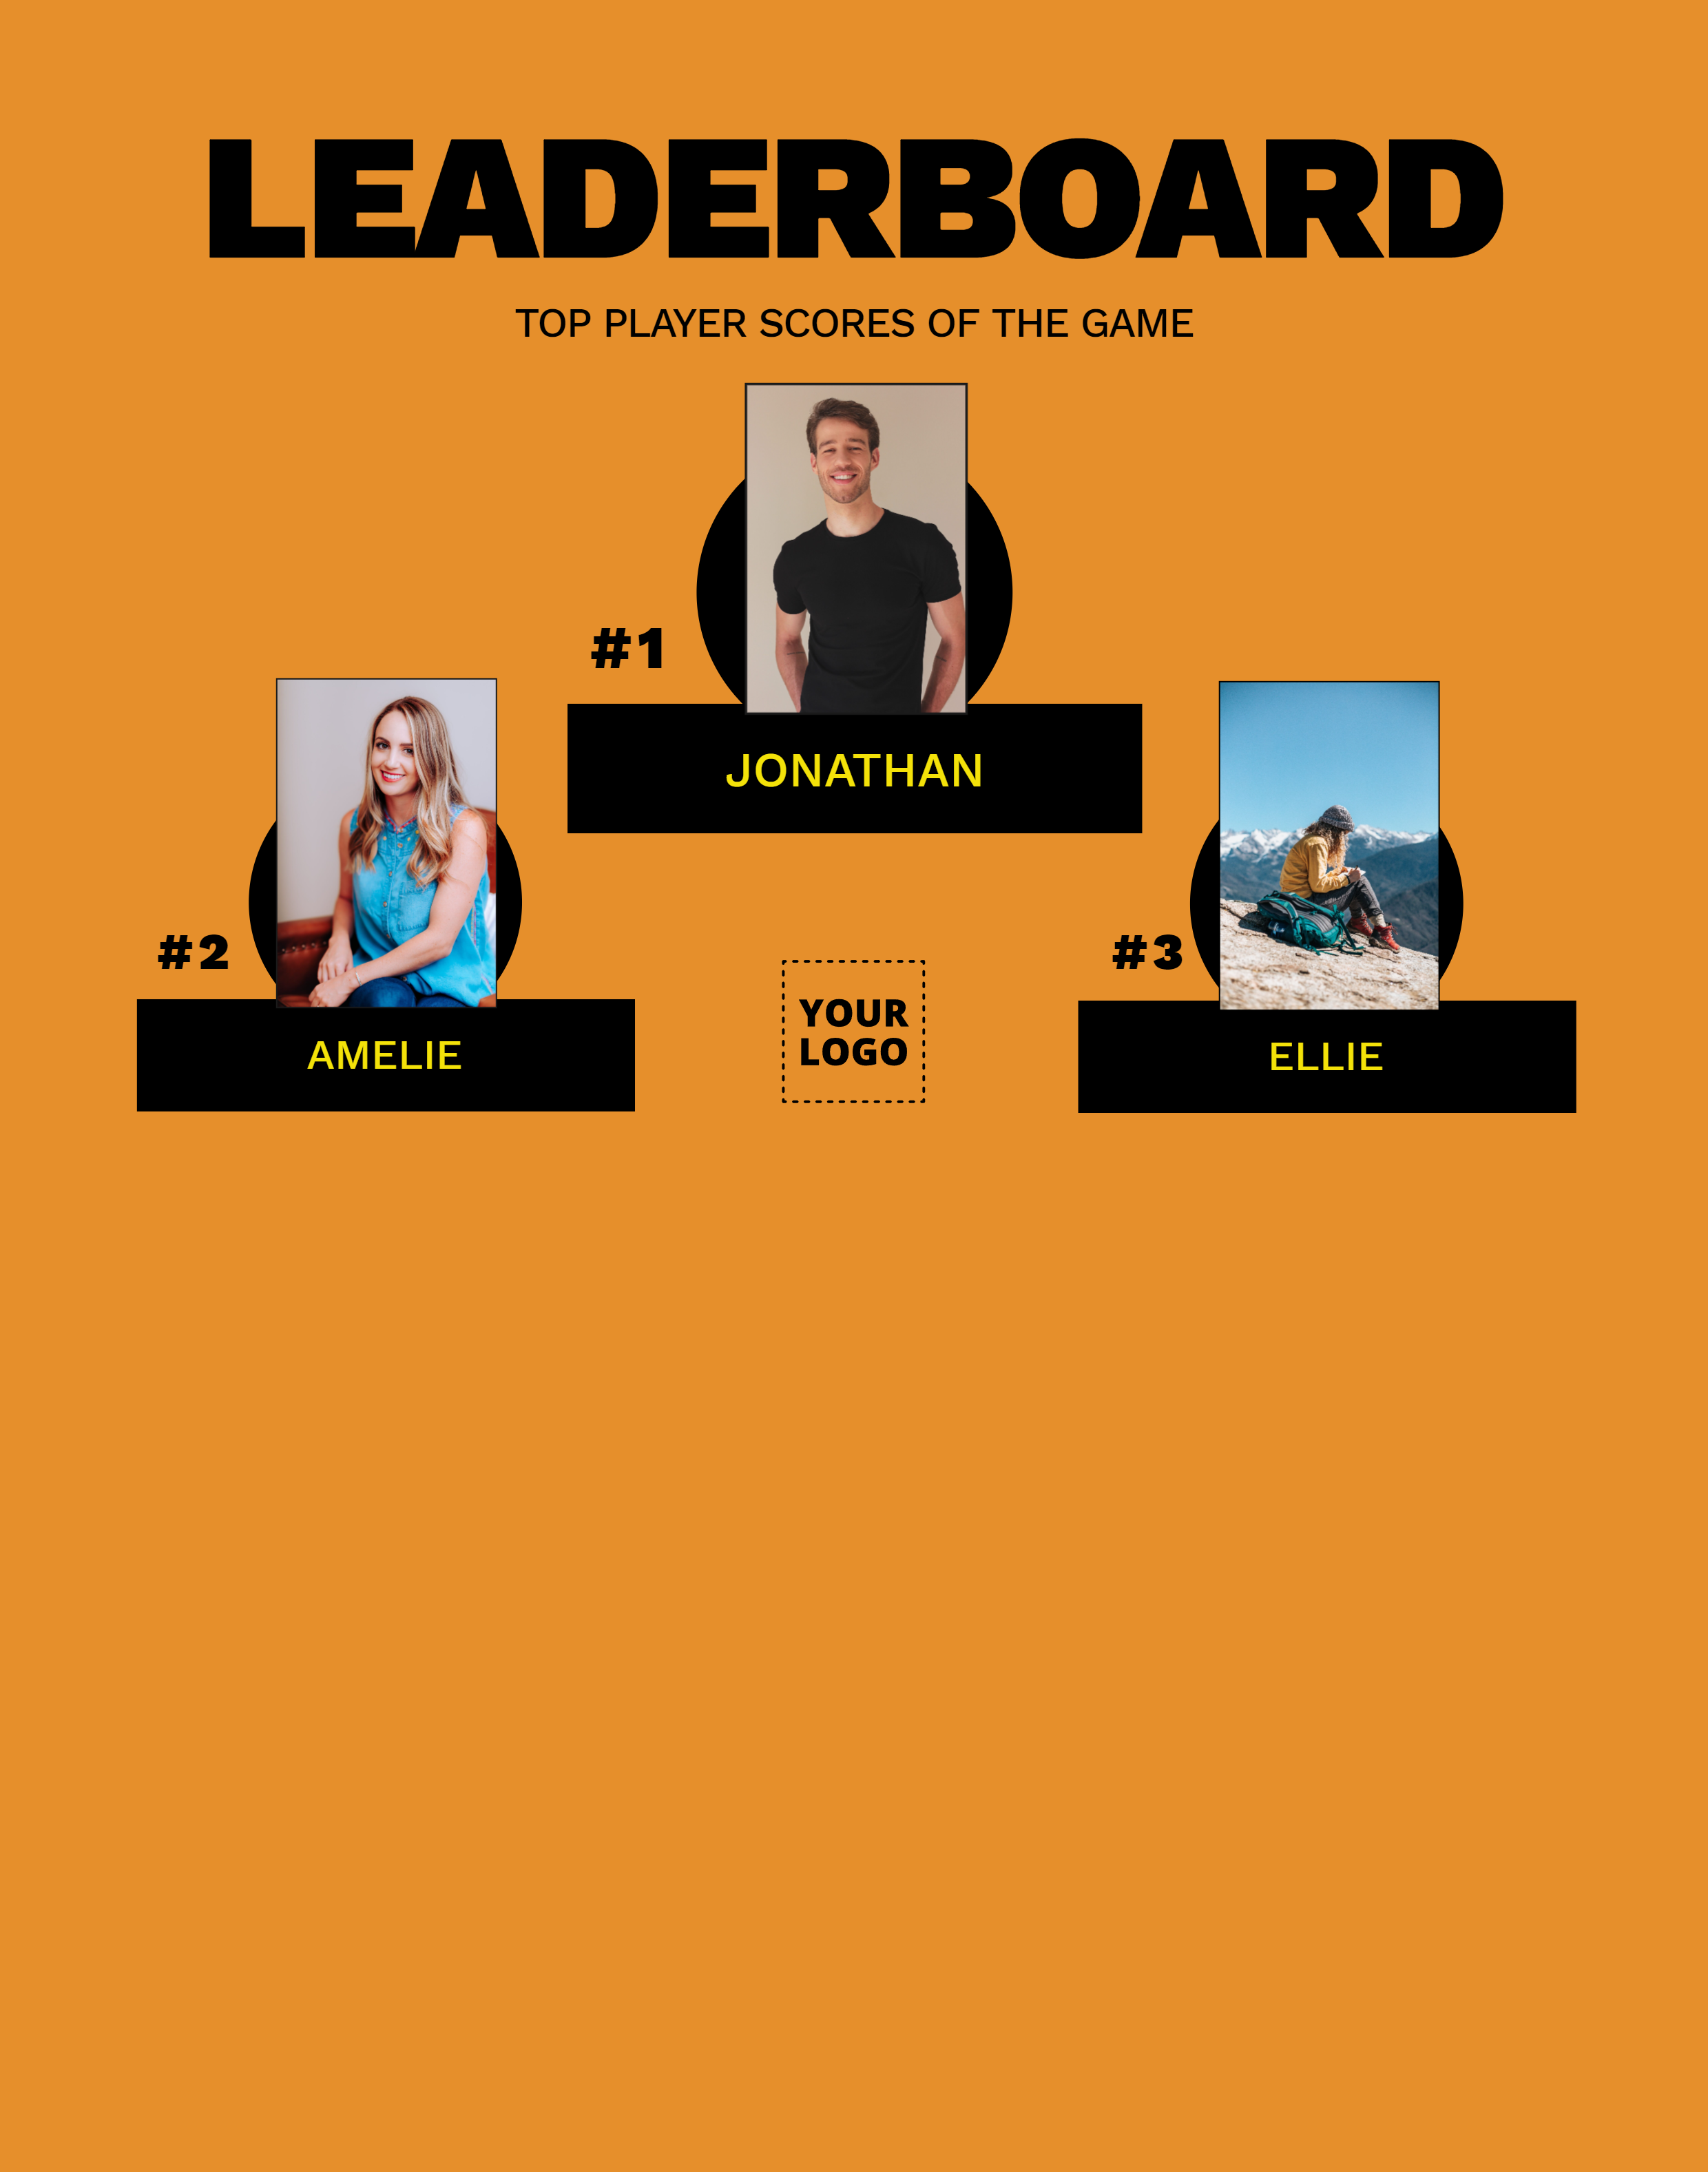 LEADERBOARD
TOP PLAYER SCORES OF THE GAME
#1
JONATHAN
#2
AMELIE
#3
ELLIE
YOUR
LOGO